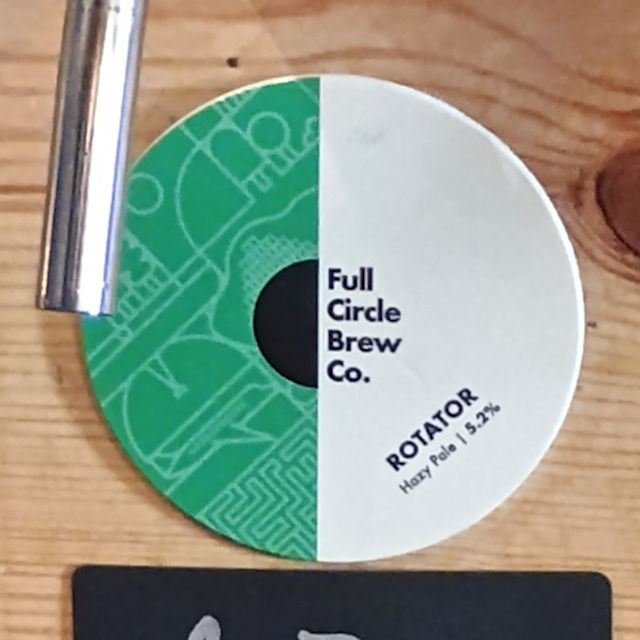 Full
Circle
Brew
Co.
ROTATOR
Hazy Pale | 5.2%